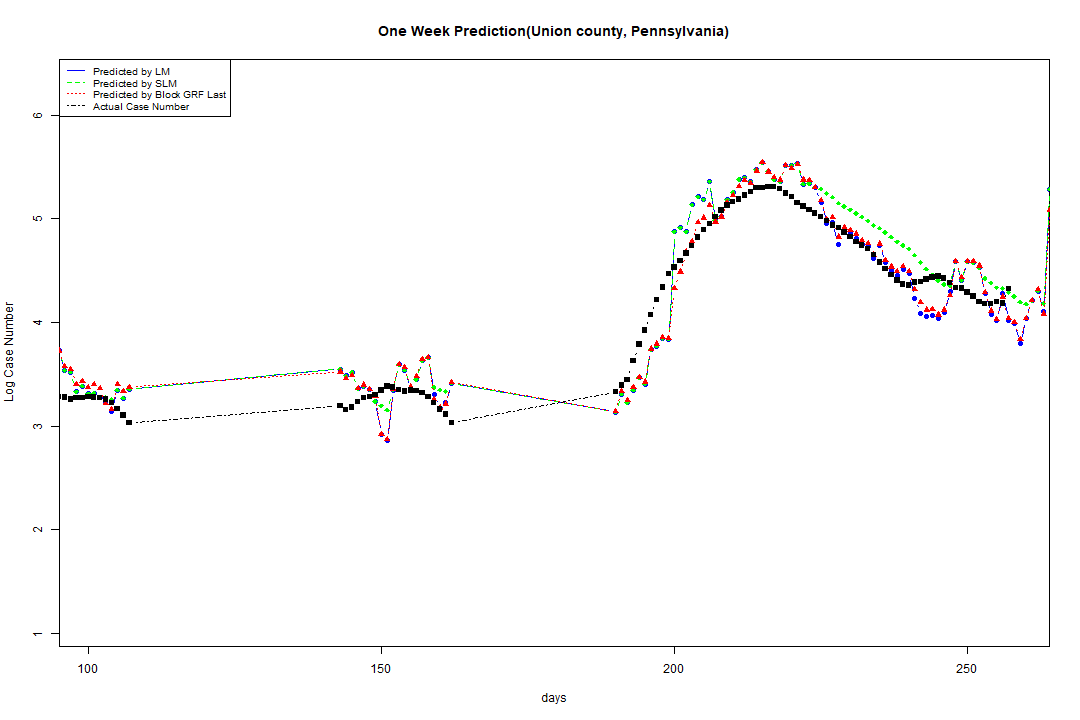 One Week Prediction(Union county, Pennsylvania)
Predicted by LM
Predicted by SLM
Predicted by Block GRF Last
Actual Case Number
Log Case Number
6
5
4
3
2
1
100 150 200 250
days